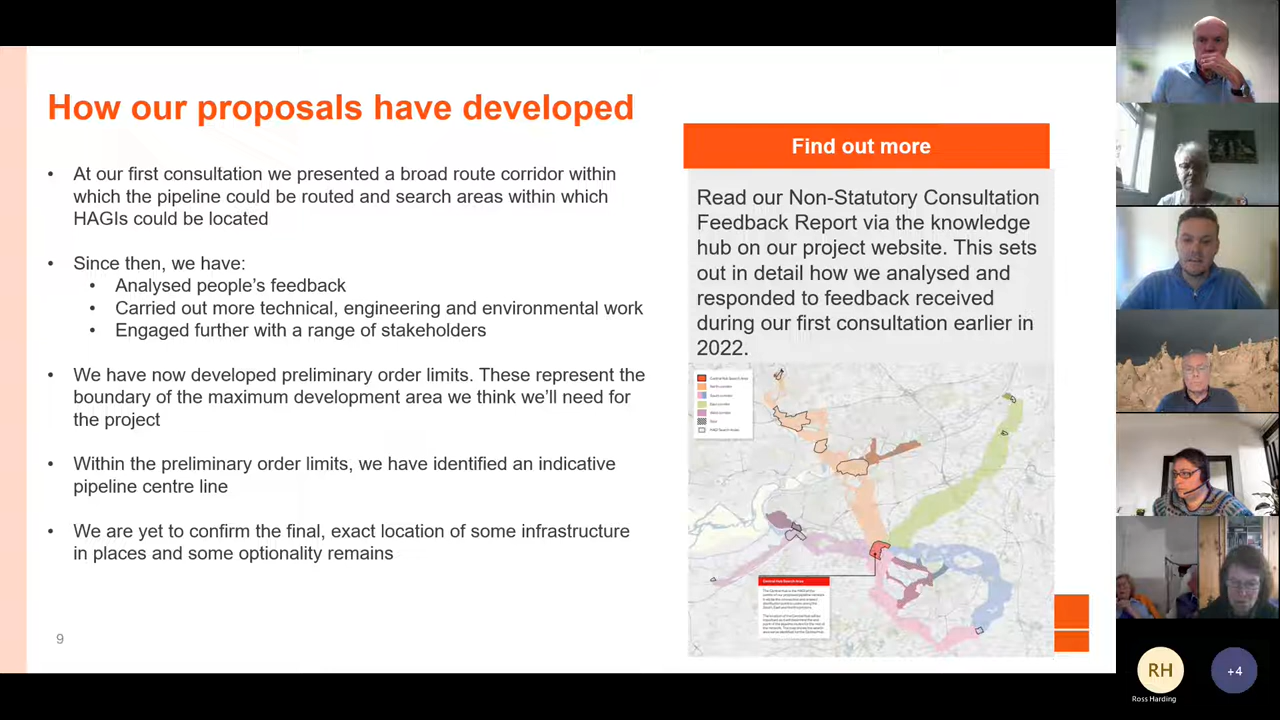 How our proposals have developed
• At our first consultation we presented a broad route corridor within
which the pipeline could be routed and search areas within which
HAGIs could be located
• Since then, we have:
• Analysed people's feedback
• Carried out more technical, engineering and environmental work
• Engaged further with a range of stakeholders
• We have now developed preliminary order limits. These represent the
boundary of the maximum development area we think we'll need for
the project
• Within the preliminary order limits, we have identified an indicative
pipeline centre line
• We are yet to confirm the final, exact location of some infrastructure
in places and some optionality remains
9
Find out more
Read our Non-Statutory Consultation
Feedback Report via the knowledge
hub on our project website. This sets
out in detail how we analysed and
responded to feedback received
during our first consultation earlier in
2022.
RH
Ross Harding
+4